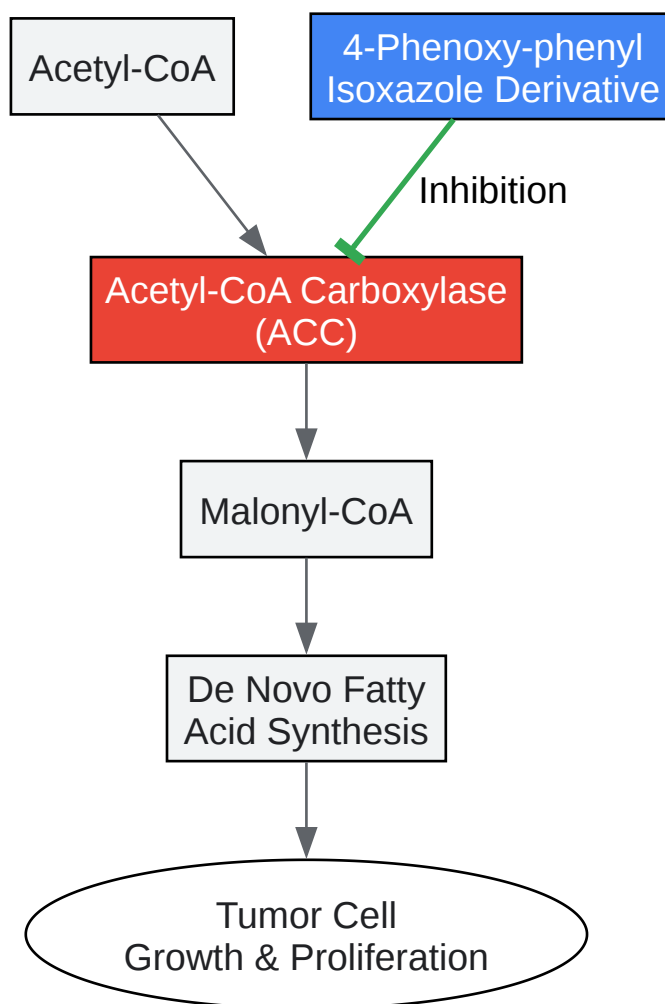 Acetyl-CoA
4-Phenoxy-phenyl
Isoxazole Derivative
Inhibition
Acetyl-CoA Carboxylase
(ACC)
Malonyl-CoA
De Novo Fatty
Acid Synthesis
Tumor Cell
Growth & Proliferation